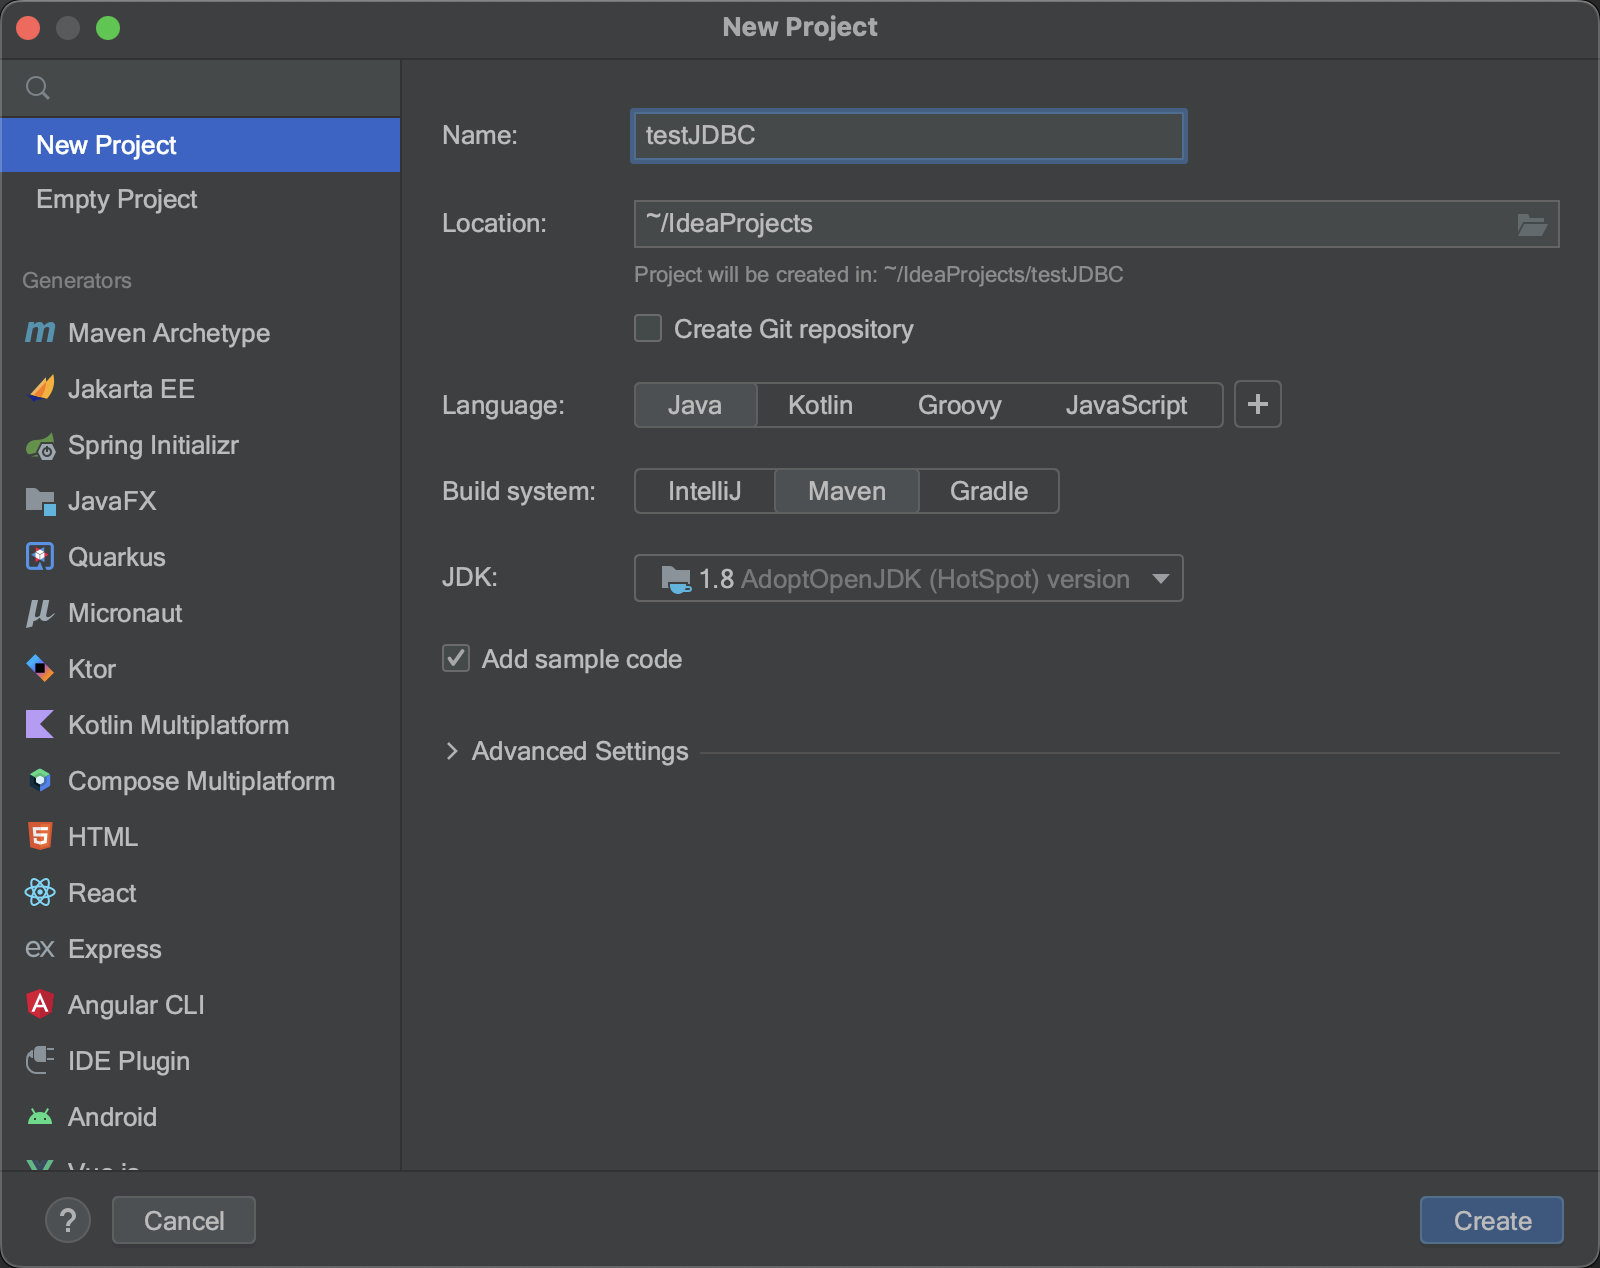 New Project
New Project
Empty Project
Generators
Maven Archetype
Jakarta EE
Spring Initializr
JavaFX
Quarkus
Micronaut
Ktor
Kotlin Multiplatform
Compose Multiplatform
HTML
React
ex Express
Angular CLI
IDE Plugin
Android
Name: testJDBC
Location: ~/IdeaProjects
Project will be created in: ~/IdeaProjects/testJDBC
Create Git repository
Language: Java Kotlin Groovy JavaScript +
Build system: IntelliJ Maven Gradle
JDK: 1.8 AdoptOpenJDK (HotSpot) version
Add sample code
Advanced Settings
? Cancel Create